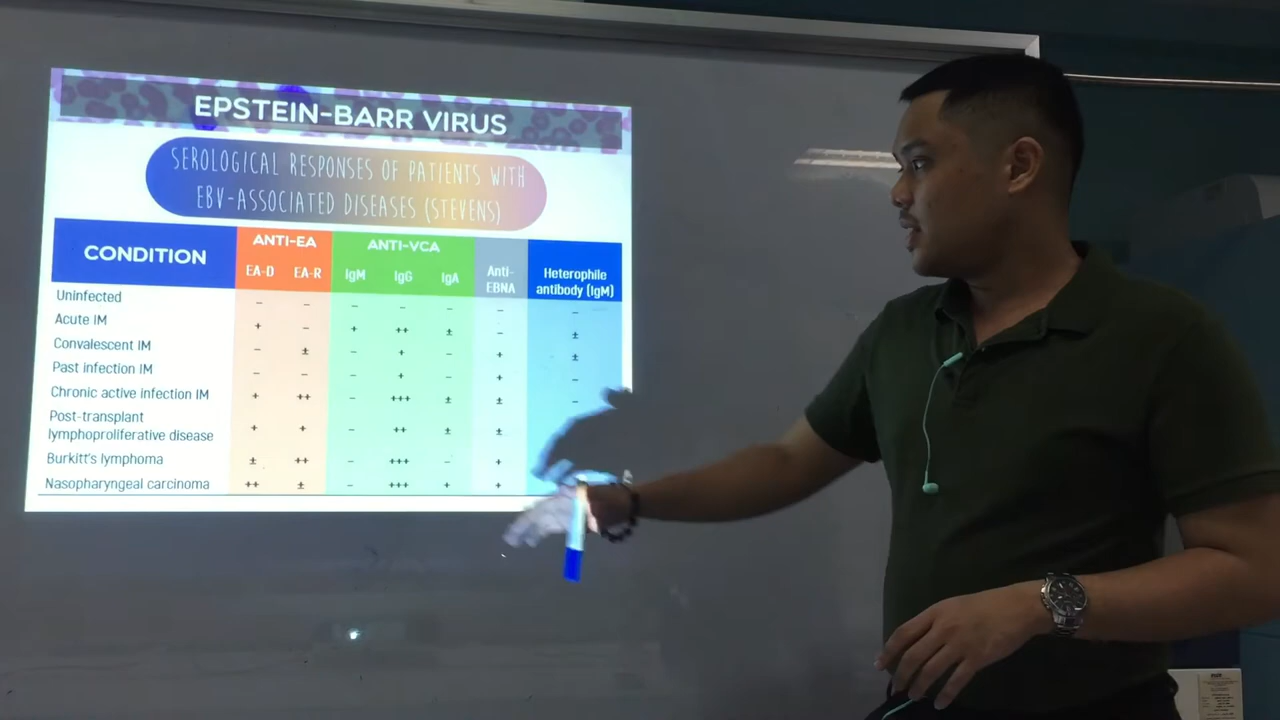 EPSTEIN-BARR VIRUS
SEROLOGICAL RESPONSES OF PATIENTS WITH
EBV-ASSOCIATED DISEASES (STEVENS)
CONDITION ANTI-EA ANTI-VCA Anti-EBNA Heterophile antibody (IgM)
EA-D EA-R IgM IgG IgA
Uninfected – – – – – – –
Acute IM + – + ++ ± – ±
Convalescent IM – ± – + – + ±
Past infection IM – – – + – + –
Chronic active infection IM + ++ – +++ ± ± –
Post-transplant
lymphoproliferative disease + + – ++ ± ±
Burkitt's lymphoma ± ++ – +++ – +
Nasopharyngeal carcinoma ++ ± – +++ + +